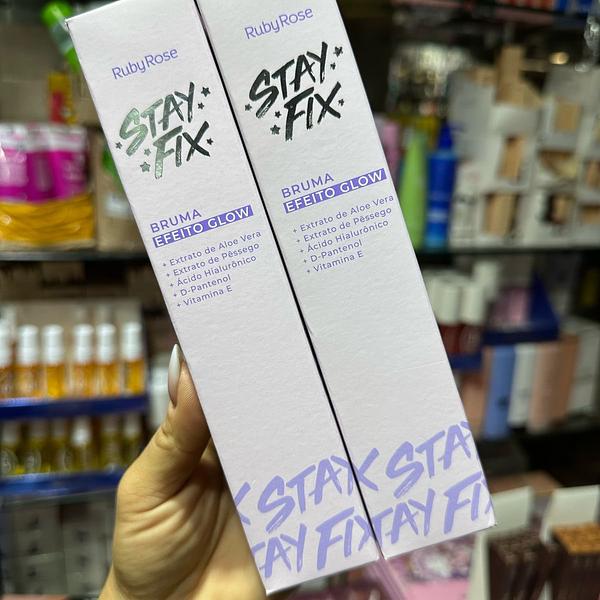 RubyRose
STAY
FIX
BRUMA
EFEITO GLOW
+ Extrato de Aloe Vera
+ Extrato de Pêssego
+ Ácido Hialurônico
+ D-Pantenol
+ Vitamina E
STAY
STAY FIX
RubyRose
STAY
FIX
BRUMA
EFEITO GLOW
+ Extrato de Aloe Vera
+ Extrato de Pêssego
+ Ácido Hialurônico
+ D-Pantenol
+ Vitamina E
X STAY
STAY FIX